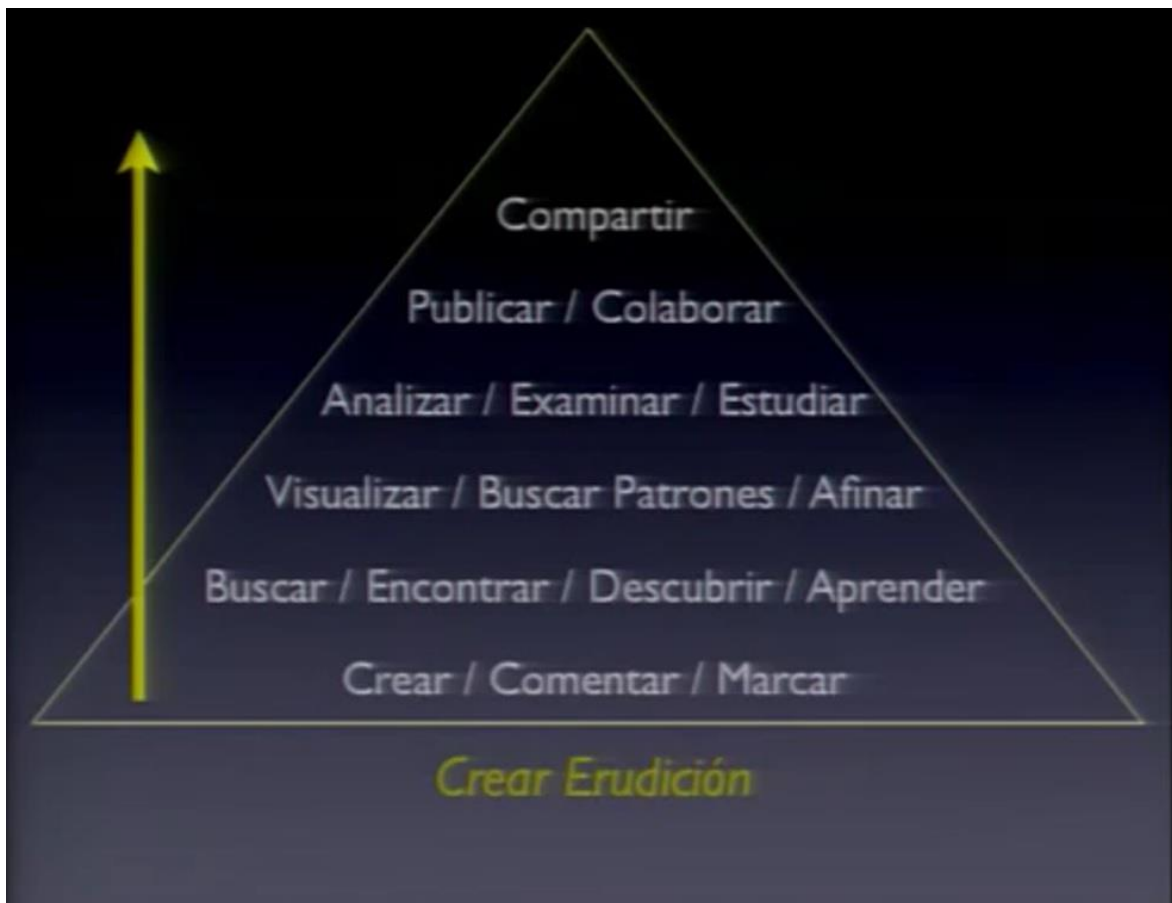 Compartir
Publicar / Colaborar
Analizar / Examinar / Estudiar
Visualizar / Buscar Patrones / Afinar
Buscar / Encontrar / Descubrir / Aprender
Crear / Comentar / Marcar
Crear Erudición